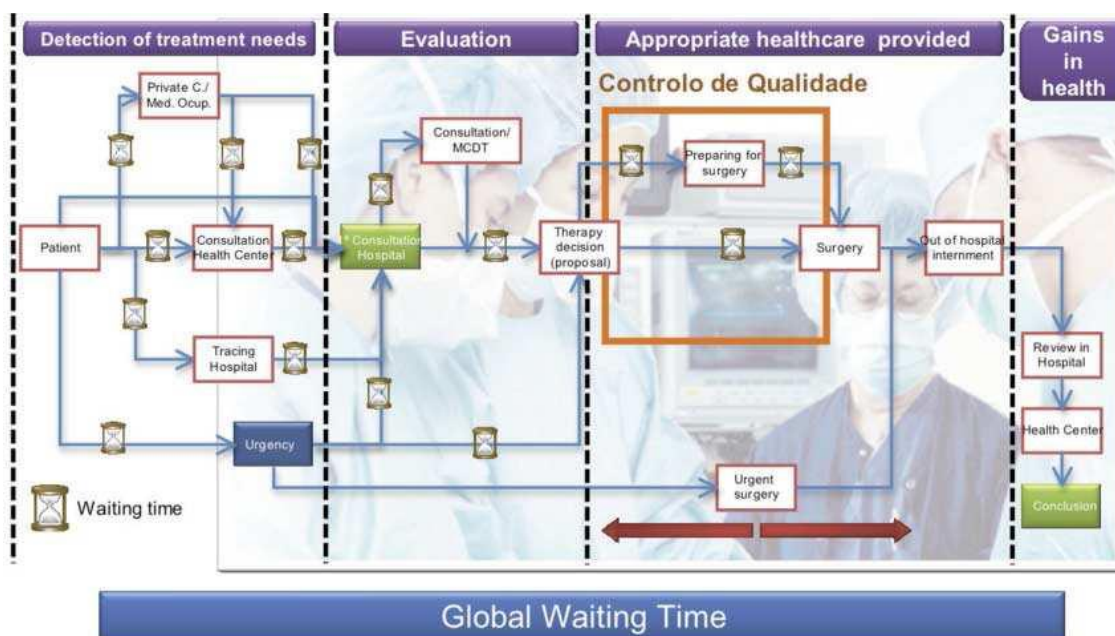 Detection of treatment needs
Evaluation
Appropriate healthcare provided
Gains
in
health
Controlo de Qualidade
Private C./
Med. Ocup.
Consultation/
MCDT
Preparing for
surgery
Patient
Consultation
Health Center
Consultation
Hospital
Therapy
decision
(proposal)
Surgery
Out of hospital
internment
Tracing
Hospital
Review in
Hospital
Urgency
Health Center
Urgent
surgery
Conclusion
Waiting time
Global Waiting Time